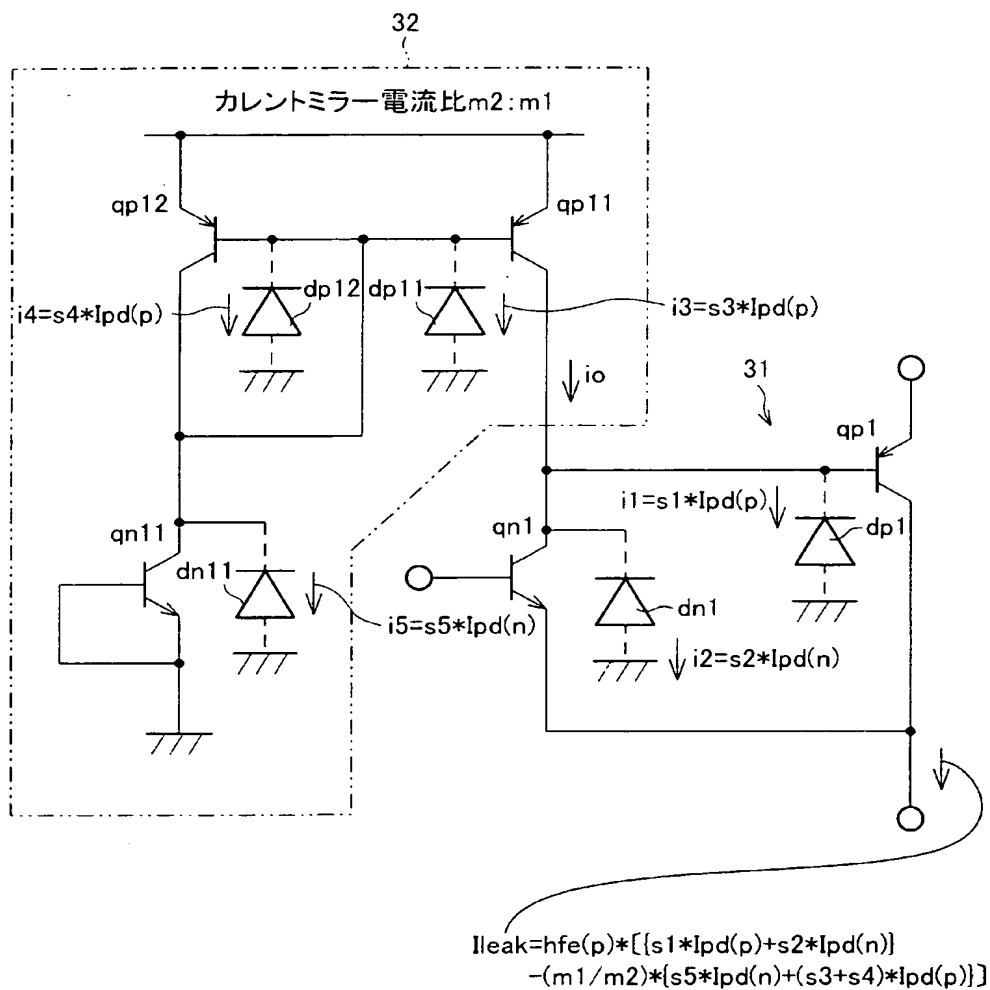 32
カレントミラー電流比m2:m1
qp12
qp11
dp12
dp11
i4=s4*Ipd(p)
i3=s3*Ipd(p)
io
31
qp1
i1=s1*Ipd(p)
dp1
qn11
qn1
dn11
dn1
i5=s5*Ipd(n)
i2=s2*Ipd(n)
Ileak=hfe(p)*[{s1*Ipd(p)+s2*Ipd(n)}
-(m1/m2)*{s5*Ipd(n)+(s3+s4)*Ipd(p)}]